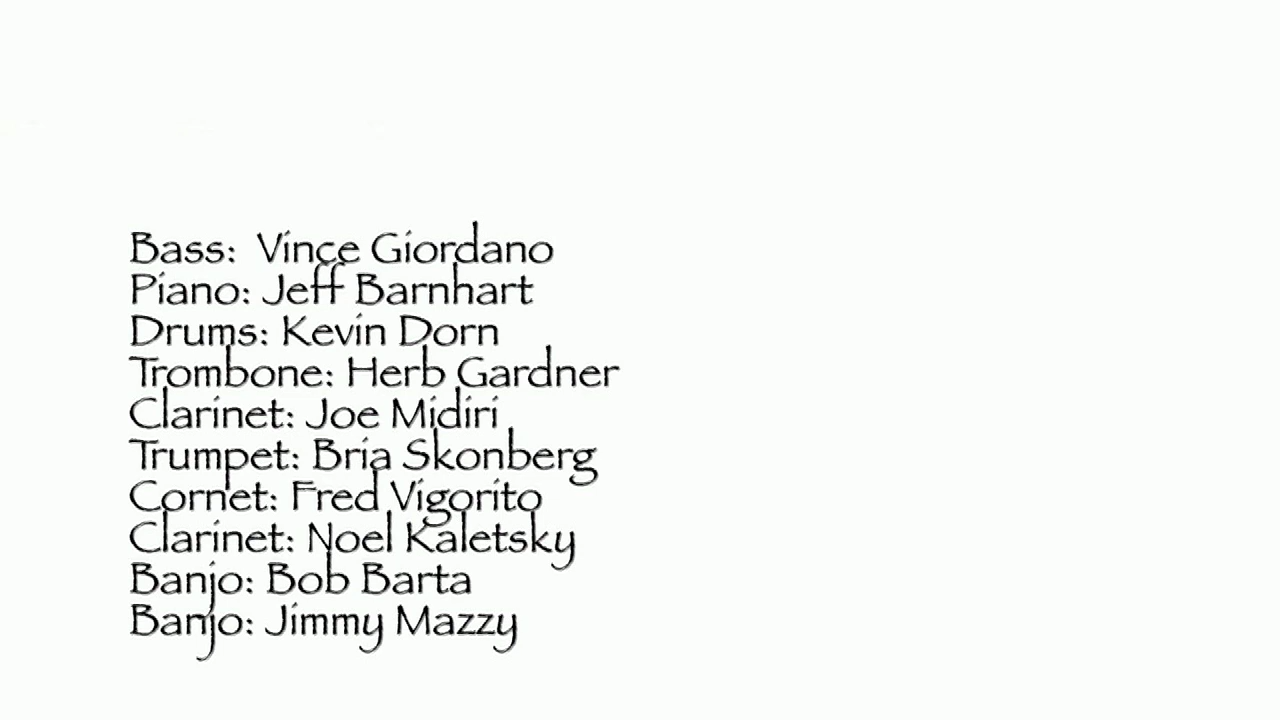 Bass:  Vince Giordano
Piano: Jeff Barnhart
Drums: Kevin Dorn
Trombone: Herb Gardner
Clarinet: Joe Midiri
Trumpet: Bria Skonberg
Cornet: Fred Vigorito
Clarinet: Noel Kaletsky
Banjo: Bob Barta
Banjo: Jimmy Mazzy